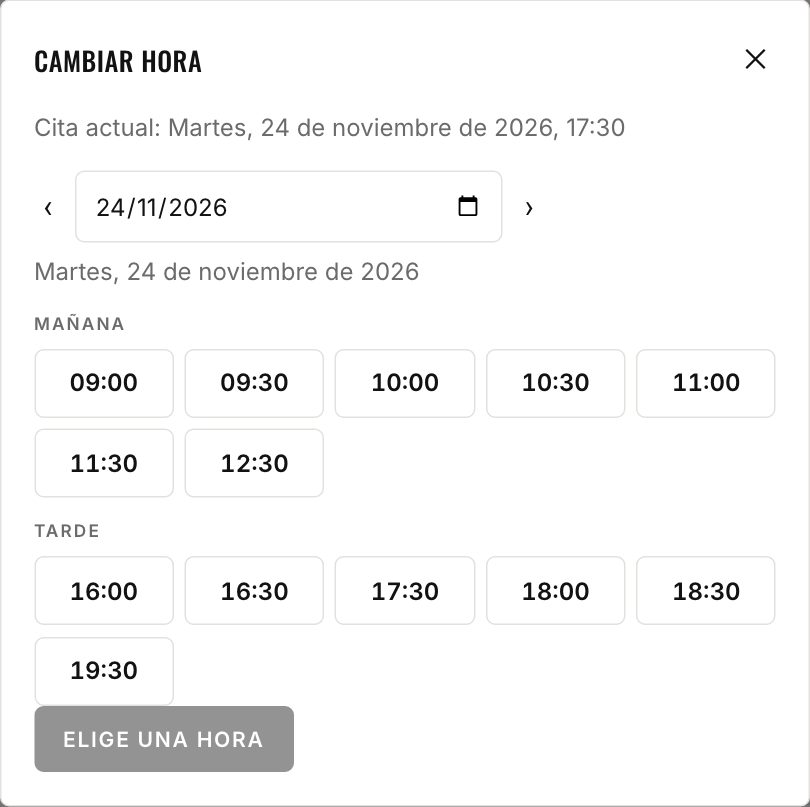 CAMBIAR HORA
Cita actual: Martes, 24 de noviembre de 2026, 17:30
‹ 24/11/2026 ›
Martes, 24 de noviembre de 2026
MAÑANA
09:00 09:30 10:00 10:30 11:00
11:30 12:30
TARDE
16:00 16:30 17:30 18:00 18:30
19:30
ELIGE UNA HORA